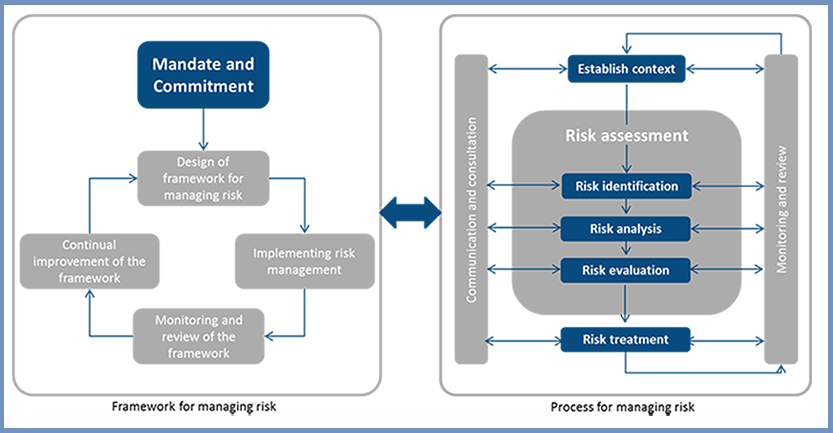 Mandate and
Commitment
Design of
framework for
managing risk
Continual
improvement of the
framework
Implementing risk
management
Monitoring and
review of the
framework
Framework for managing risk
Communication and consultation
Establish context
Risk assessment
Risk identification
Risk analysis
Risk evaluation
Risk treatment
Monitoring and review
Process for managing risk